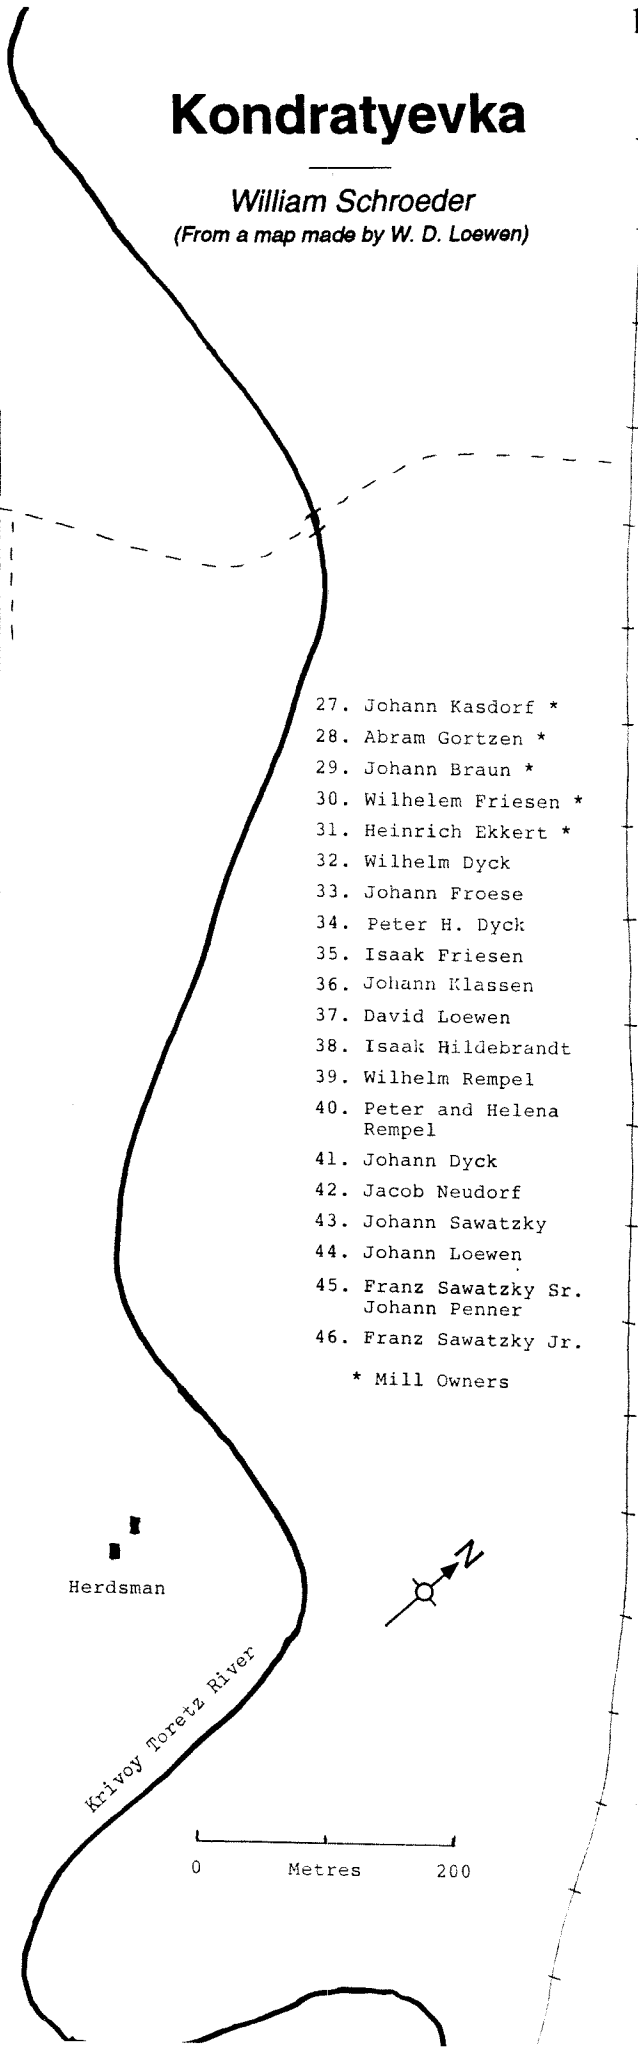 Kondratyevka
William Schroeder
(From a map made by W. D. Loewen)
27. Johann Kasdorf *
28. Abram Gortzen *
29. Johann Braun *
30. Wilhelem Friesen *
31. Heinrich Ekkert *
32. Wilhelm Dyck
33. Johann Froese
34. Peter H. Dyck
35. Isaak Friesen
36. Johann Klassen
37. David Loewen
38. Isaak Hildebrandt
39. Wilhelm Rempel
40. Peter and Helena
Rempel
41. Johann Dyck
42. Jacob Neudorf
43. Johann Sawatzky
44. Johann Loewen
45. Franz Sawatzky Sr.
Johann Penner
46. Franz Sawatzky Jr.
* Mill Owners
Herdsman
N
Krivoy Toretz River
0 Metres 200